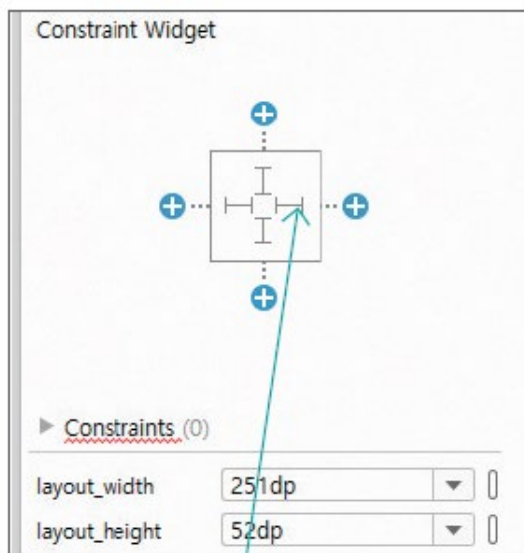 Constraint Widget
Constraints (0)
layout_width 251dp
layout_height 52dp